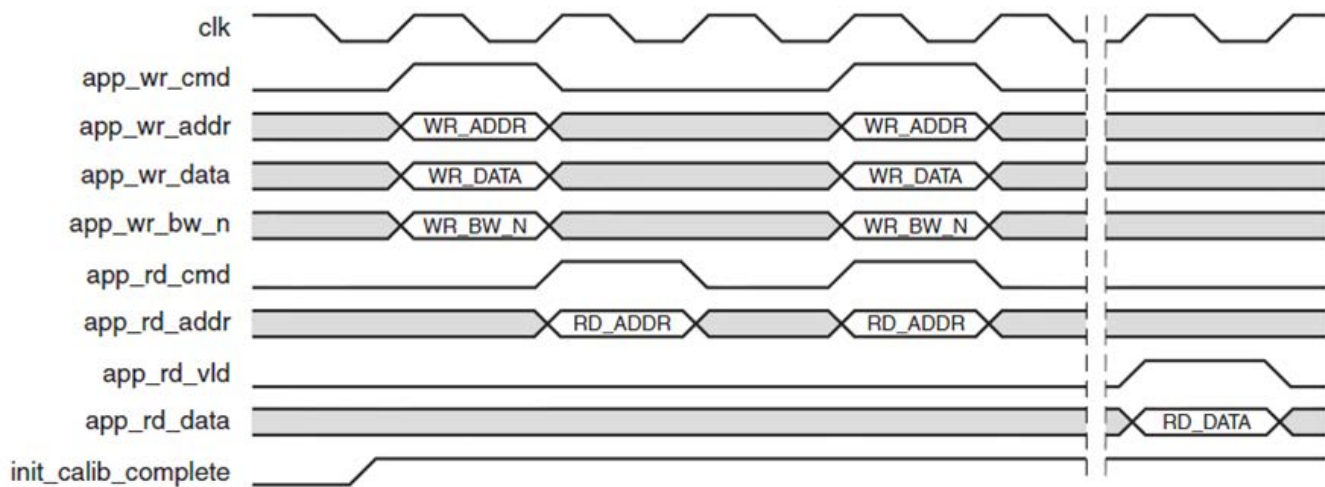 clk
app_wr_cmd
app_wr_addr WR_ADDR WR_ADDR
app_wr_data WR_DATA WR_DATA
app_wr_bw_n WR_BW_N WR_BW_N
app_rd_cmd
app_rd_addr RD_ADDR RD_ADDR
app_rd_vld
app_rd_data RD_DATA
init_calib_complete